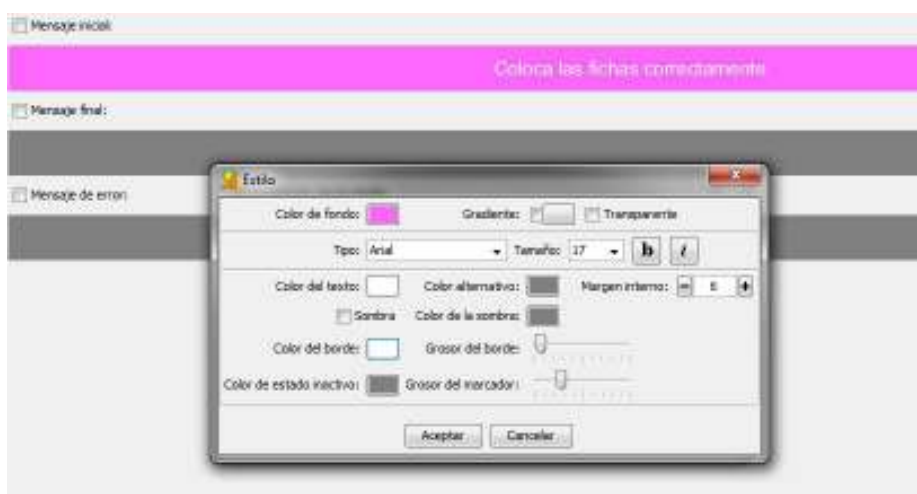 Mensaje inicial:
Coloca las fichas correctamente
Mensaje final:
Mensaje de error:
Estilo
Color de fondo: Gradiente: Transparente
Tipo: Arial Tamaño: 17 b i
Color del texto: Color alternativo: Margen interno: 6
Sombra Color de la sombra:
Color del borde: Grosor del borde:
Color de estado inactivo: Grosor del marcador:
Aceptar Cancelar